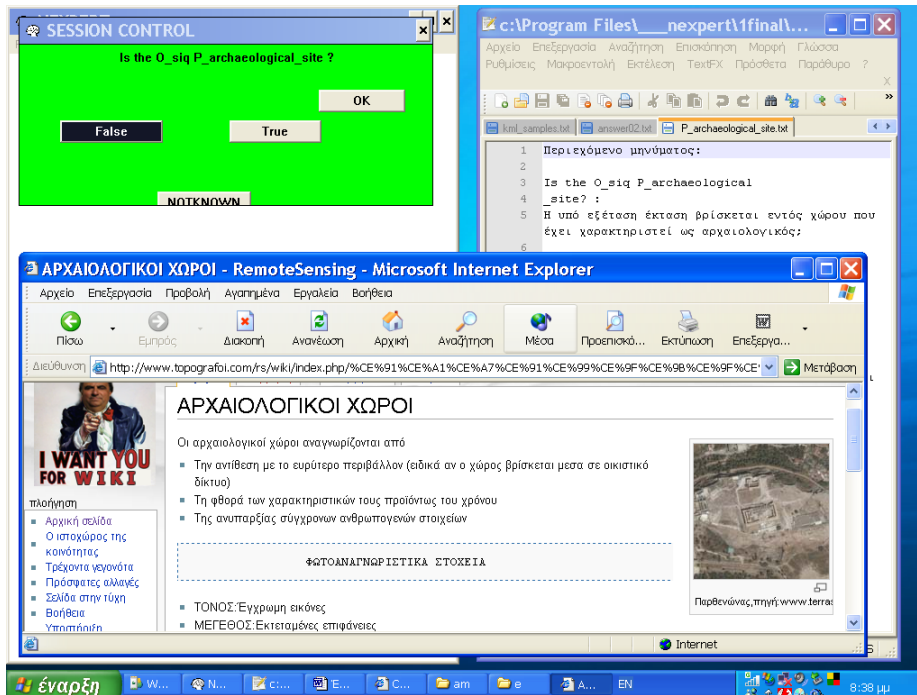 SESSION CONTROL
Is the O_siq P_archaeological_site ?
OK
False
True
NOTKNOWN
c:\Program Files\___nexpert\1final\...
Αρχείο Επεξεργασία Αναζήτηση Επισκόπηση Μορφή Γλώσσα
Ρυθμίσεις Μακροεντολή Εκτέλεση TextFX Πρόσθετα Παράθυρο ?
X
kml_samples.txt answer02.txt P_archaeological_site.txt
1 Περιεχόμενο μηνύματος:
2
3 Is the O_siq P_archaeological
4 _site? :
5 Η υπό εξέταση έκταση βρίσκεται εντός χώρου που
έχει χαρακτηριστεί ως αρχαιολογικός;
6
ΑΡΧΑΙΟΛΟΓΙΚΟΙ ΧΩΡΟΙ - RemoteSensing - Microsoft Internet Explorer
Αρχείο Επεξεργασία Προβολή Αγαπημένα Εργαλεία Βοήθεια
Πίσω Εμπρός Διακοπή Ανανέωση Αρχική Αναζήτηση Μέσα Προεπισκό... Εκτύπωση Επεξεργα...
Διεύθυνση http://www.topografoi.com/rs/wiki/index.php/%CE%91%CE%A1%CE%A7%CE%91%CE%99%CE%9F%CE%9B%CE%9F%CE Μετάβαση
I WANT YOU
FOR WIKI
πλοήγηση
Αρχική σελίδα
Ο ιστοχώρος της
κοινότητας
Τρέχοντα γεγονότα
Πρόσφατες αλλαγές
Σελίδα στην τύχη
Βοήθεια
Υποστήριξη
ΑΡΧΑΙΟΛΟΓΙΚΟΙ ΧΩΡΟΙ
Οι αρχαιολογικοί χώροι αναγνωρίζονται από
Την αντίθεση με το ευρύτερο περιβάλλον (ειδικά αν ο χώρος βρίσκεται μεσα σε οικιστικό
δίκτυο)
Τη φθορά των χαρακτηριστικών τους προϊόντως του χρόνου
Της ανυπαρξίας σύγχρονων ανθρωπογενών στοιχείων
ΦΩΤΟΑΝΑΓΝΩΡΙΣΤΙΚΑ ΣΤΟΧΕΙΑ
ΤΟΝΟΣ:Έγχρωμη εικόνες
ΜΕΓΕΘΟΣ:Εκτεταμένες επιφάνειες
Παρθενώνας,πηγή:www.terras
Internet
έναρξη W... N... c:... Έ... C... am e A... EN 8:38 μμ